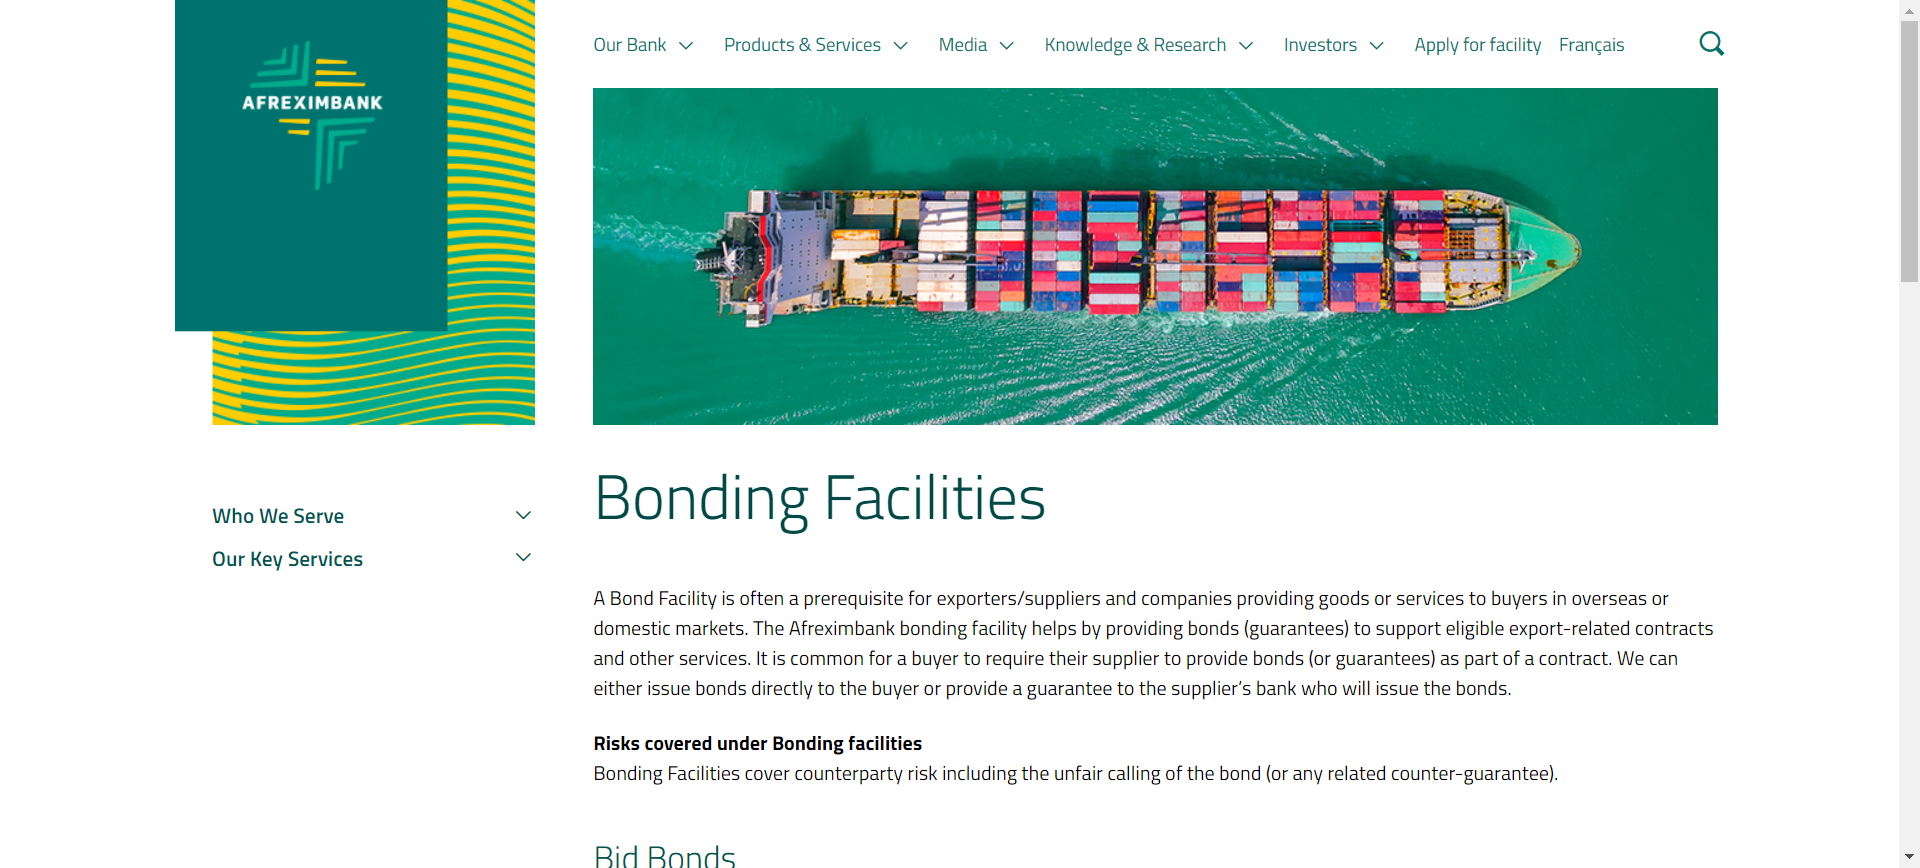 AFREXIMBANK
Our Bank
Products & Services
Media
Knowledge & Research
Investors
Apply for facility
Français
Who We Serve
Our Key Services
Bonding Facilities
A Bond Facility is often a prerequisite for exporters/suppliers and companies providing goods or services to buyers in overseas or
domestic markets. The Afreximbank bonding facility helps by providing bonds (guarantees) to support eligible export-related contracts
and other services. It is common for a buyer to require their supplier to provide bonds (or guarantees) as part of a contract. We can
either issue bonds directly to the buyer or provide a guarantee to the supplier’s bank who will issue the bonds.
Risks covered under Bonding facilities
Bonding Facilities cover counterparty risk including the unfair calling of the bond (or any related counter-guarantee).
Bid Bonds